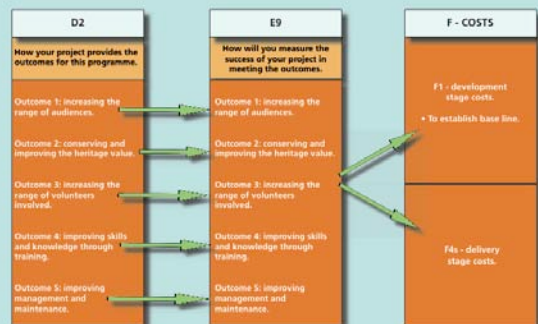 D2
How your project provides the
outcomes for this programme.
Outcome 1: increasing the
range of audiences.
Outcome 2: conserving and
improving the heritage value.
Outcome 3: increasing the
range of volunteers
involved.
Outcome 4: improving skills
and knowledge through
training.
Outcome 5: improving
management and
maintenance.
E9
How will you measure the
success of your project in
meeting the outcomes.
Outcome 1: increasing the
range of audiences.
Outcome 2: conserving and
improving the heritage value.
Outcome 3: increasing the
range of volunteers
involved.
Outcome 4: improving skills
and knowledge through
training.
Outcome 5: improving
management and
maintenance.
F - COSTS
F1 - development
stage costs.
• To establish base line.
F4s - delivery
stage costs.